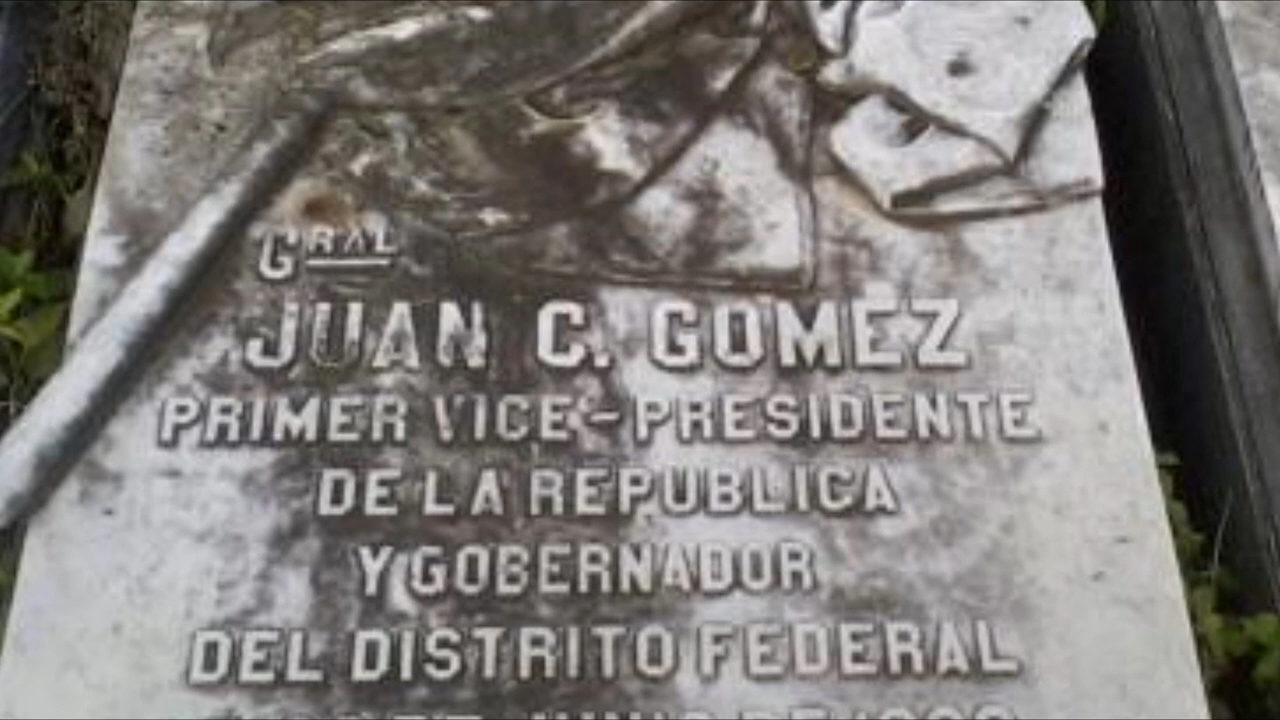 GRAL
JUAN C. GOMEZ
PRIMER VICE-PRESIDENTE
DE LA REPUBLICA
Y GOBERNADOR
DEL DISTRITO FEDERAL